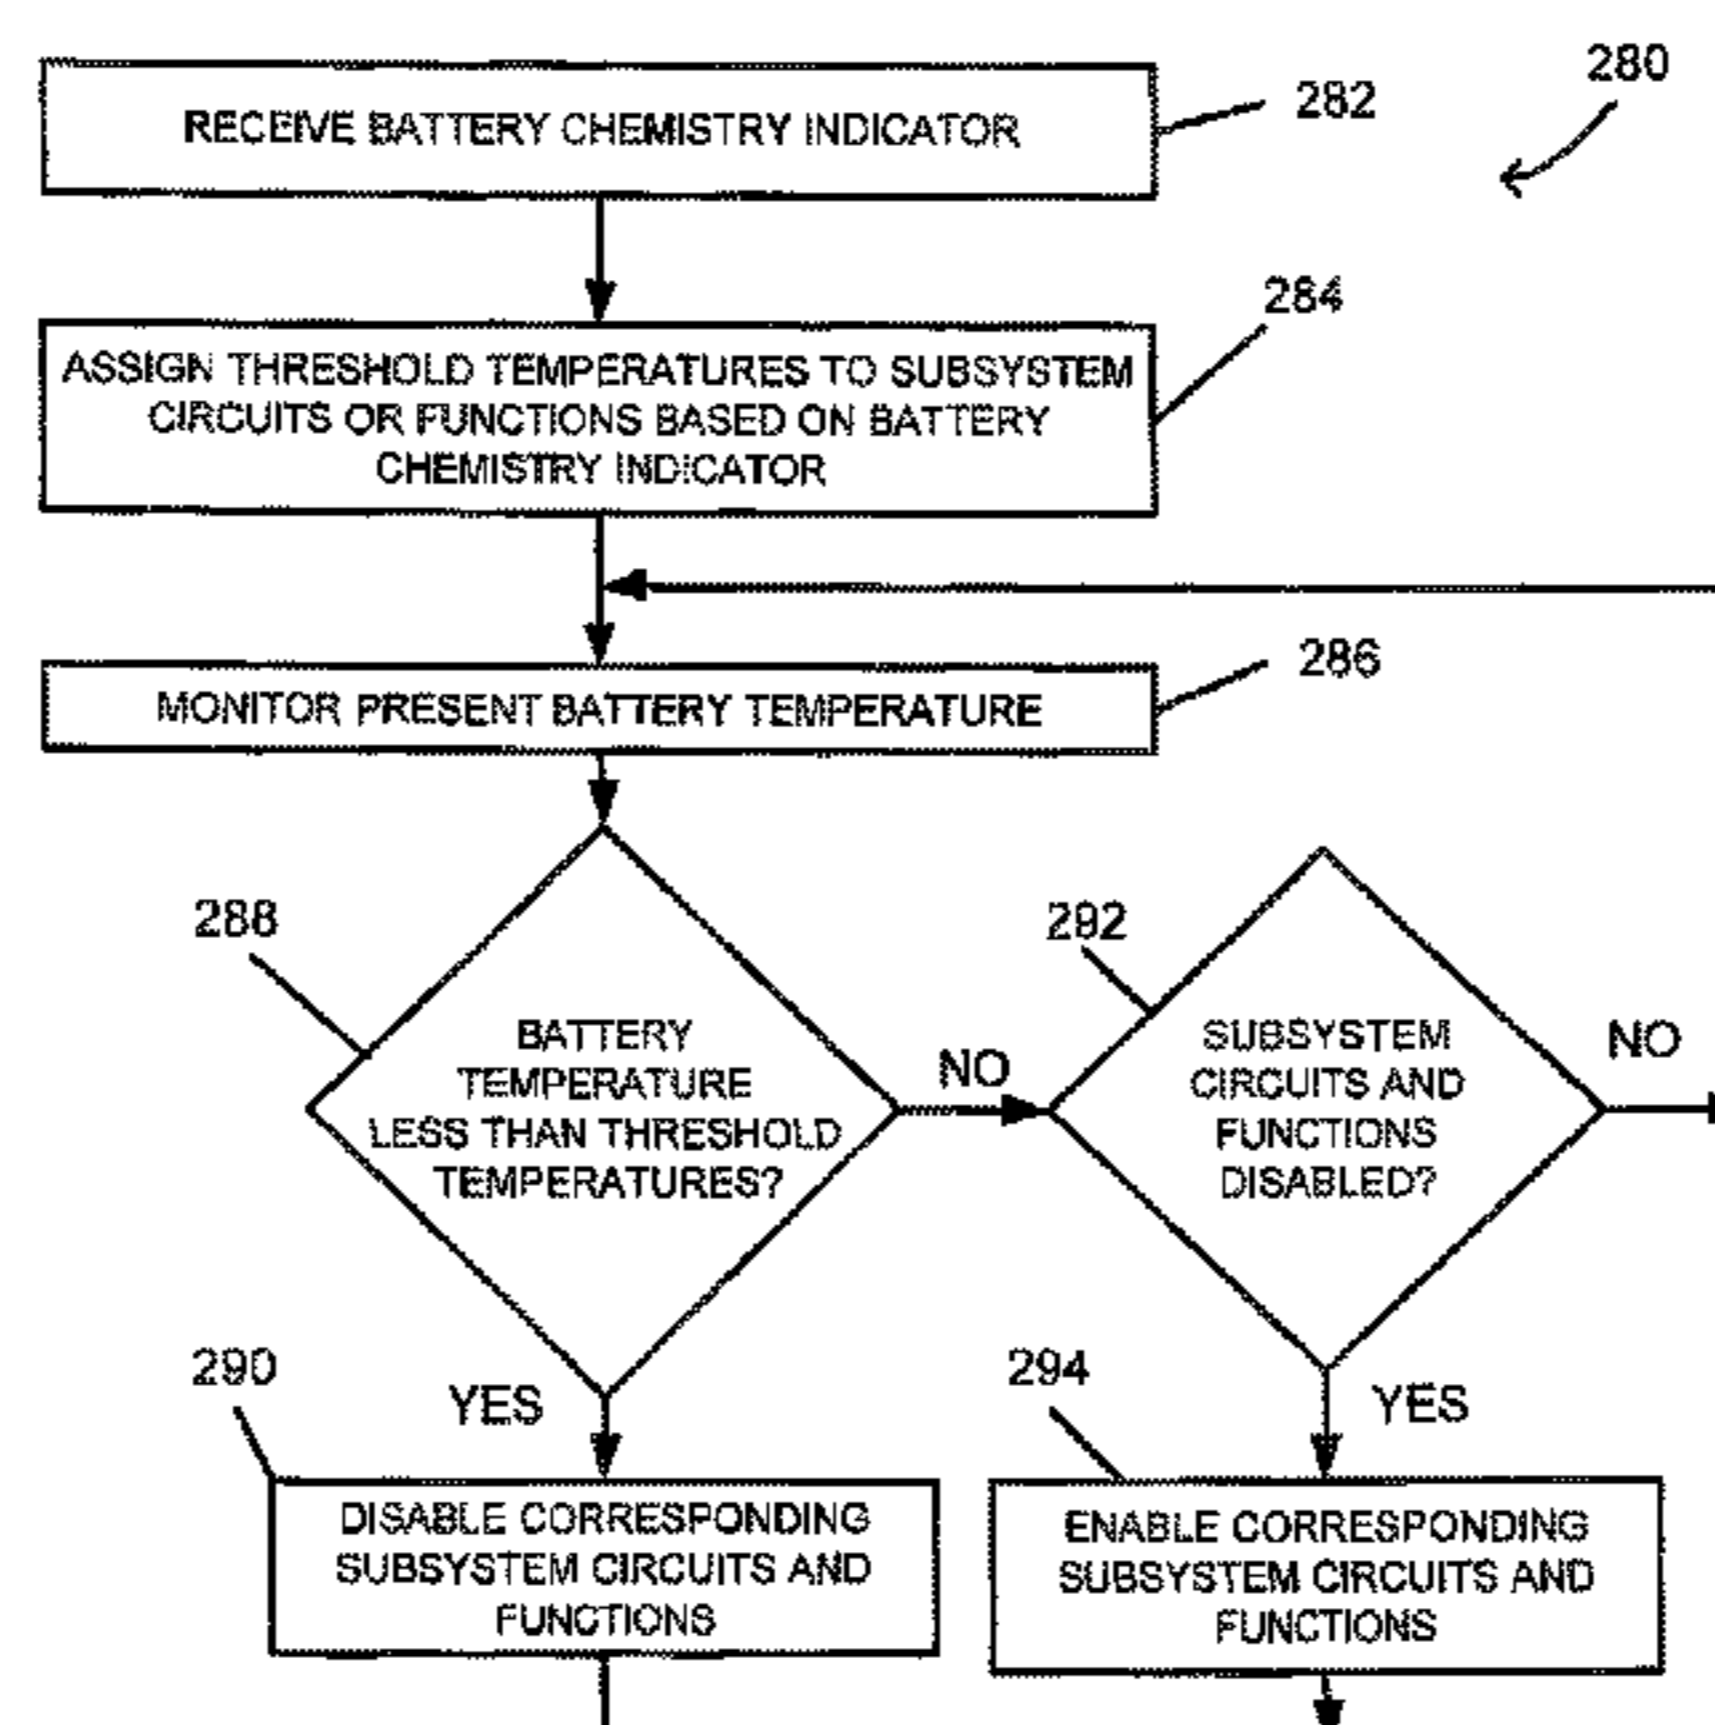 280
282
RECEIVE BATTERY CHEMISTRY INDICATOR
284
ASSIGN THRESHOLD TEMPERATURES TO SUBSYSTEM
CIRCUITS OR FUNCTIONS BASED ON BATTERY
CHEMISTRY INDICATOR
286
MONITOR PRESENT BATTERY TEMPERATURE
288
BATTERY
TEMPERATURE
LESS THAN THRESHOLD
TEMPERATURES?
NO
292
SUBSYSTEM
CIRCUITS AND
FUNCTIONS
DISABLED?
NO
290
YES
DISABLE CORRESPONDING
SUBSYSTEM CIRCUITS AND
FUNCTIONS
294
YES
ENABLE CORRESPONDING
SUBSYSTEM CIRCUITS AND
FUNCTIONS